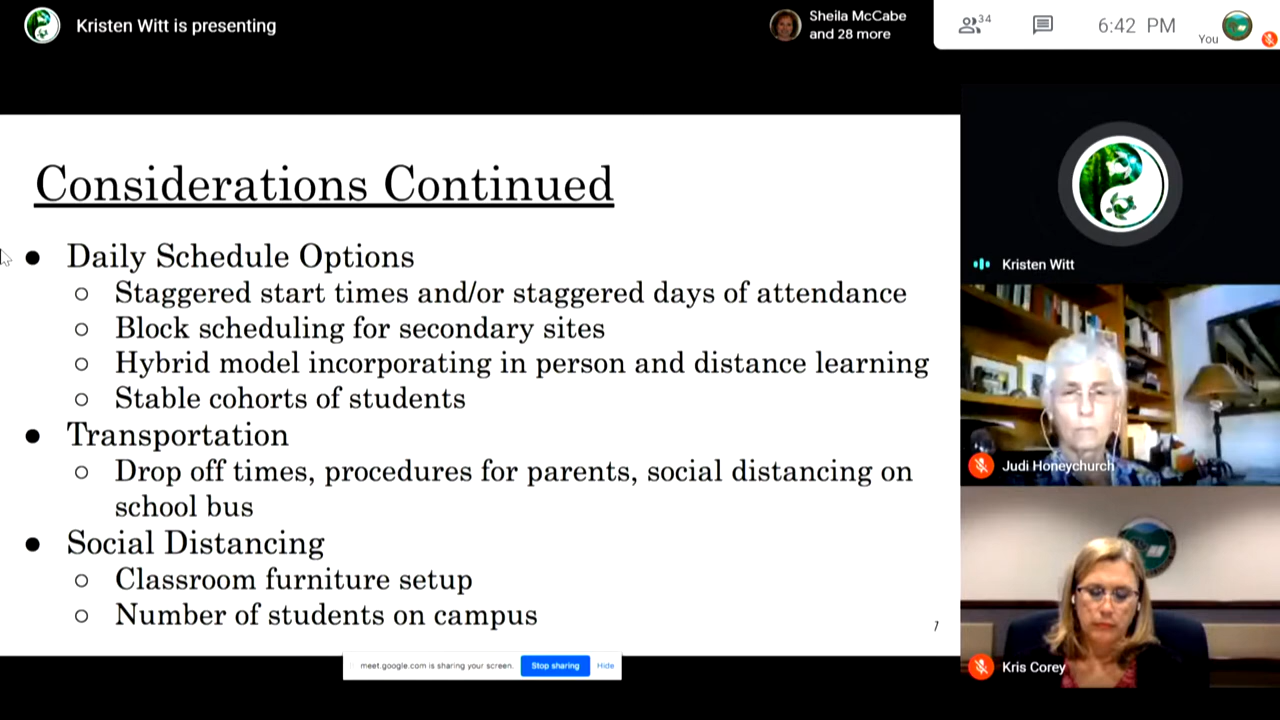 Kristen Witt is presenting
Sheila McCabe
and 28 more
34
6:42 PM
You
Considerations Continued
● Daily Schedule Options
○ Staggered start times and/or staggered days of attendance
○ Block scheduling for secondary sites
○ Hybrid model incorporating in person and distance learning
○ Stable cohorts of students
● Transportation
○ Drop off times, procedures for parents, social distancing on
school bus
● Social Distancing
○ Classroom furniture setup
○ Number of students on campus
7
Kristen Witt
Judi Honeychurch
Kris Corey
meet.google.com is sharing your screen.
Stop sharing
Hide